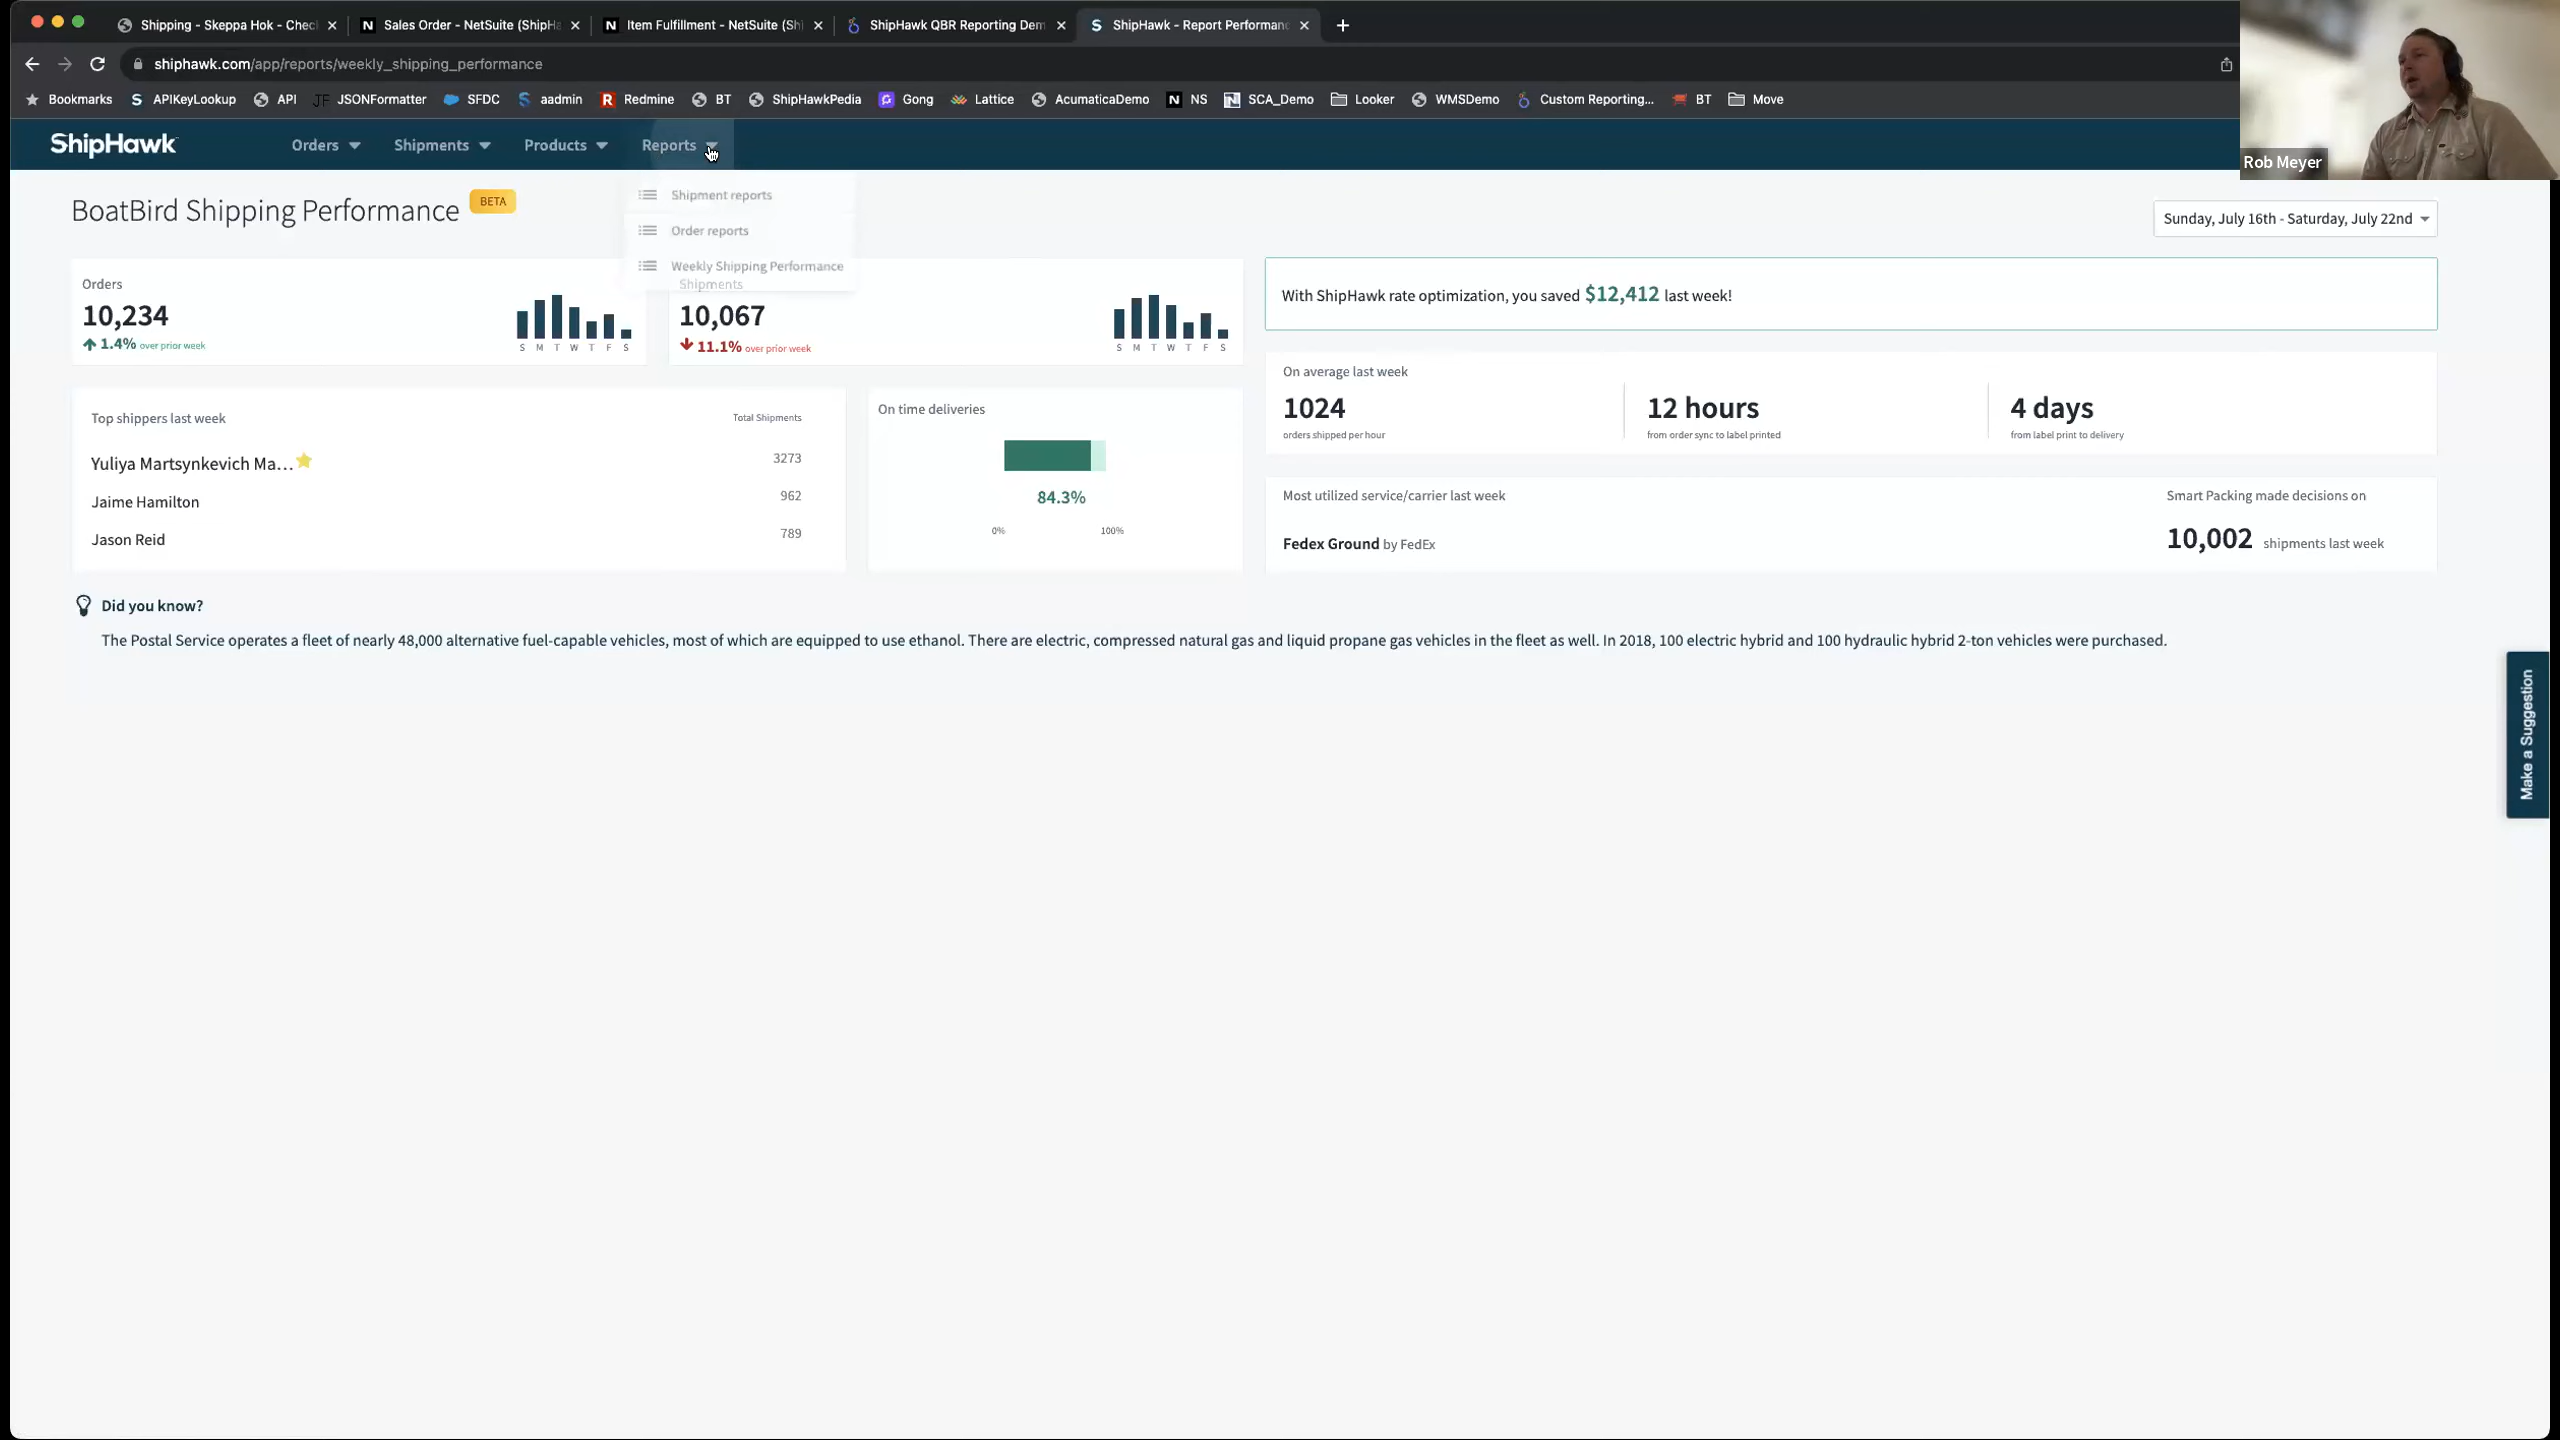 Shipping - Skeppa Hok - Chec
Sales Order - NetSuite (ShipHa
Item Fulfillment - NetSuite (Shi
ShipHawk QBR Reporting Dem
ShipHawk - Report Performanc
shiphawk.com/app/reports/weekly_shipping_performance
Bookmarks APIKeyLookup API JSONFormatter SFDC aadmin Redmine BT ShipHawkPedia Gong Lattice AcumaticaDemo NS SCA_Demo Looker WMSDemo Custom Reporting... BT Move
Rob Meyer
ShipHawk Orders Shipments Products Reports
Shipment reports
Order reports
Weekly Shipping Performance
BoatBird Shipping Performance BETA
Sunday, July 16th - Saturday, July 22nd
Orders
10,234
1.4% over prior week
S M T W T F S
Shipments
10,067
11.1% over prior week
S M T W T F S
With ShipHawk rate optimization, you saved $12,412 last week!
On average last week
1024
orders shipped per hour
12 hours
from order sync to label printed
4 days
from label print to delivery
Top shippers last week Total Shipments
Yuliya Martsynkevich Ma... 3273
Jaime Hamilton 962
Jason Reid 789
On time deliveries
84.3%
0% 100%
Most utilized service/carrier last week
Fedex Ground by FedEx
Smart Packing made decisions on
10,002 shipments last week
Did you know?
The Postal Service operates a fleet of nearly 48,000 alternative fuel-capable vehicles, most of which are equipped to use ethanol. There are electric, compressed natural gas and liquid propane gas vehicles in the fleet as well. In 2018, 100 electric hybrid and 100 hydraulic hybrid 2-ton vehicles were purchased.
Make a Suggestion